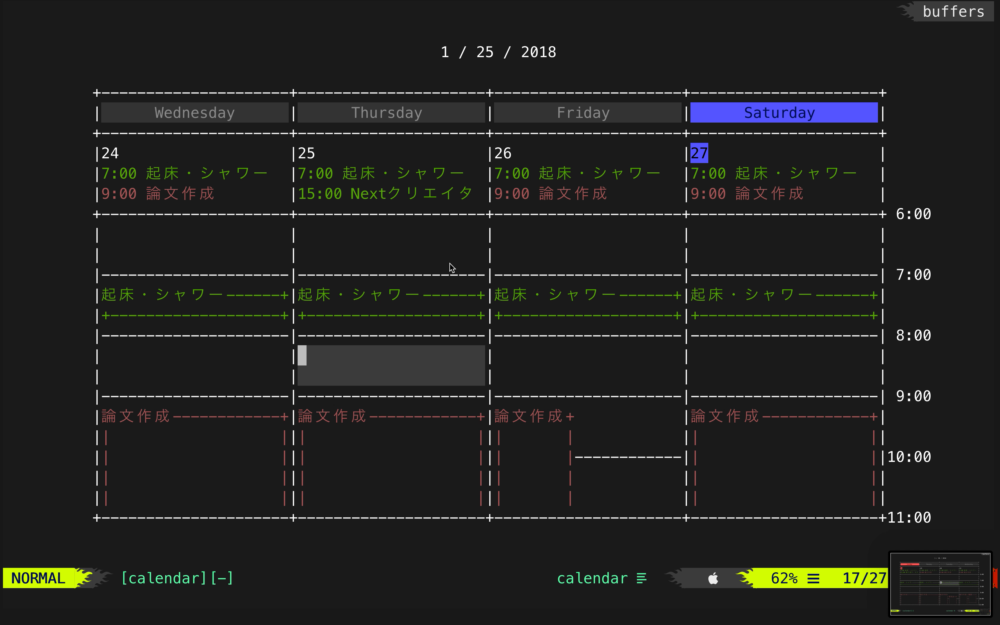 buffers
1 / 25 / 2018
Wednesday Thursday Friday Saturday
24 25 26 27
7:00 起床・シャワー 7:00 起床・シャワー 7:00 起床・シャワー 7:00 起床・シャワー
9:00 論文作成 15:00 Nextクリエイタ 9:00 論文作成 9:00 論文作成
6:00
7:00
起床・シャワー 起床・シャワー 起床・シャワー 起床・シャワー
8:00
9:00
論文作成 論文作成 論文作成 論文作成
10:00
11:00
NORMAL [calendar][-] calendar 62% 17/27